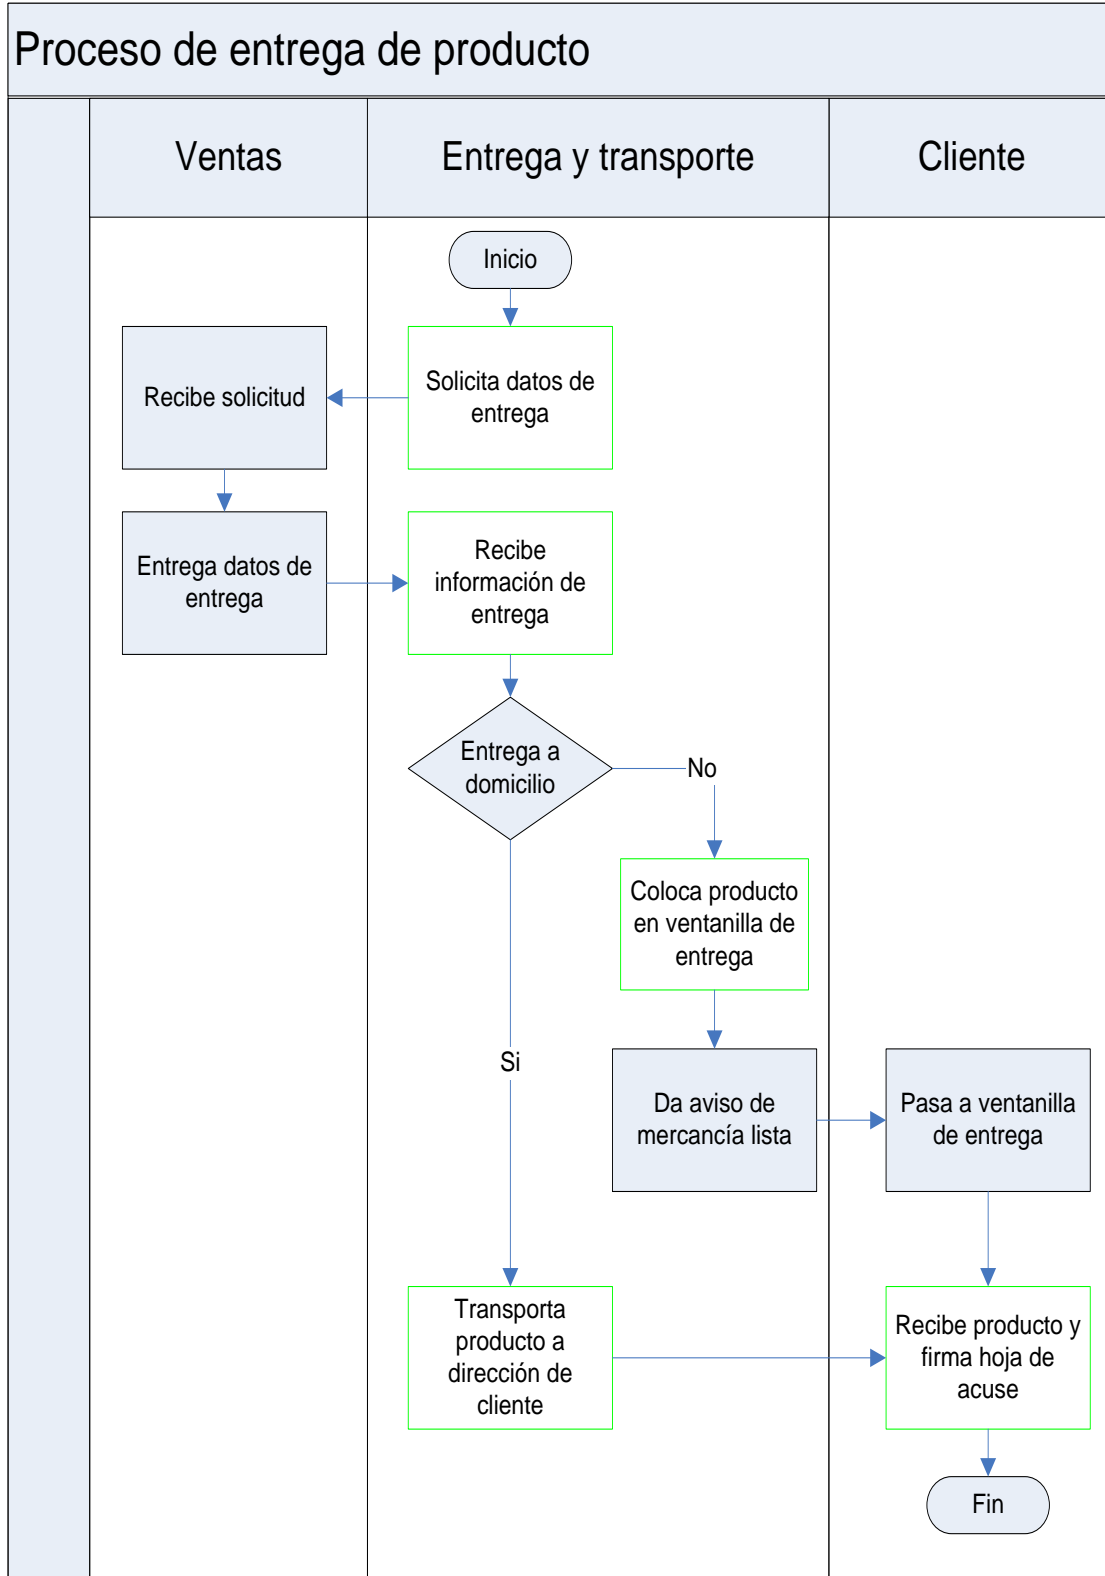 Proceso de entrega de producto
Ventas
Entrega y transporte
Cliente
Inicio
Recibe solicitud
Solicita datos de
entrega
Entrega datos de
entrega
Recibe
información de
entrega
Entrega a
domicilio
No
Coloca producto
en ventanilla de
entrega
Si
Da aviso de
mercancía lista
Pasa a ventanilla
de entrega
Transporta
producto a
dirección de
cliente
Recibe producto y
firma hoja de
acuse
Fin